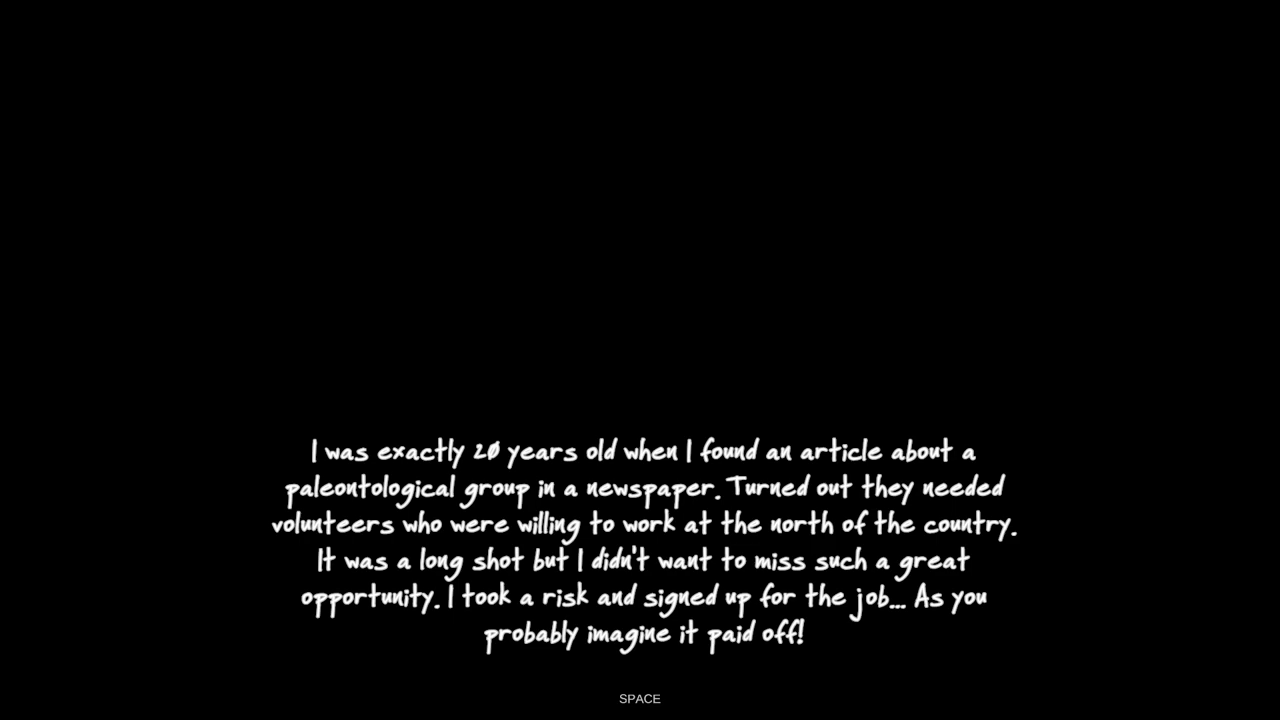 I was exactly 20 years old when I found an article about a
paleontological group in a newspaper. Turned out they needed
volunteers who were willing to work at the north of the country.
It was a long shot but I didn't want to miss such a great
opportunity. I took a risk and signed up for the job... As you
probably imagine it paid off!
SPACE